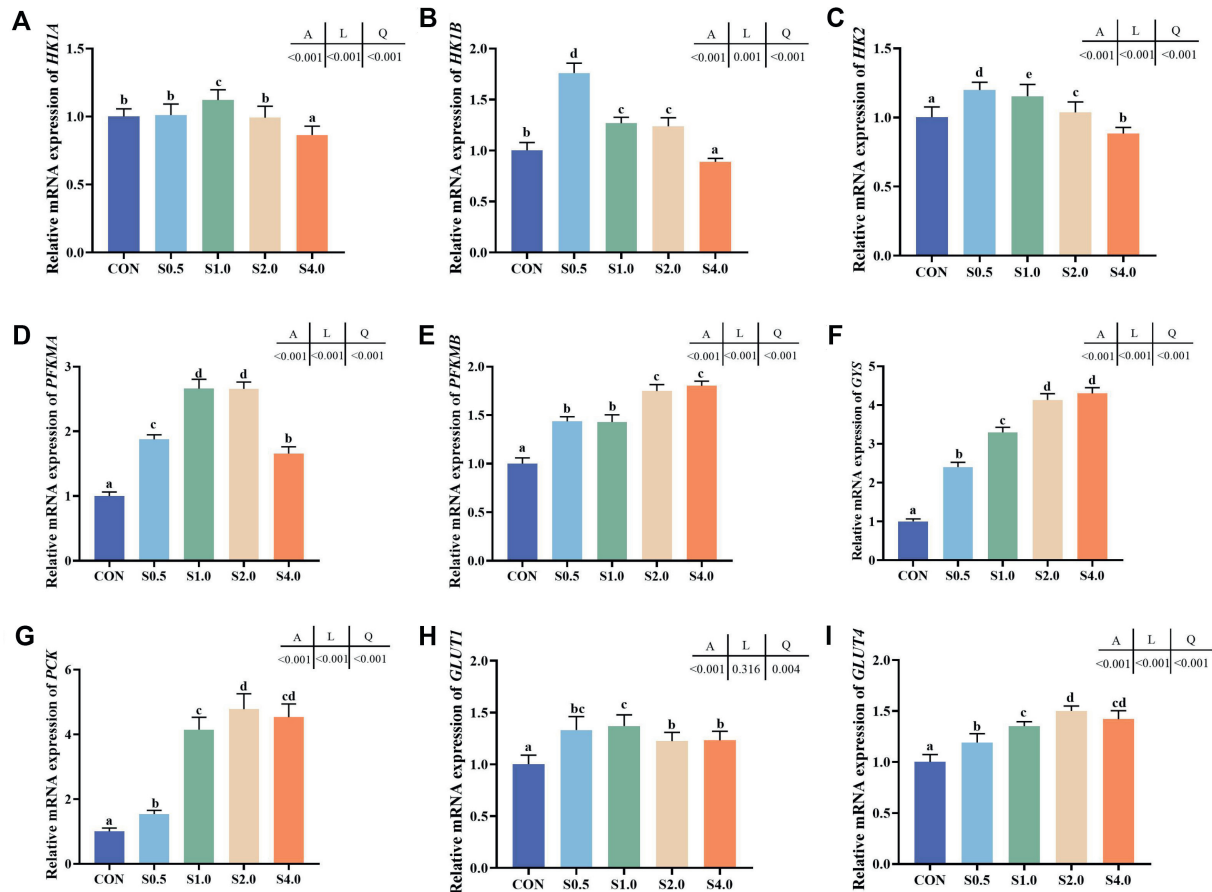 A
Relative mRNA expression of HK1A
A L Q
<0.001 <0.001 <0.001
1.5
1.0
0.5
0.0
b b c b a
CON S0.5 S1.0 S2.0 S4.0
B
Relative mRNA expression of HK1B
A L Q
<0.001 0.001 <0.001
2.0
1.5
1.0
0.5
0.0
b d c c a
CON S0.5 S1.0 S2.0 S4.0
C
Relative mRNA expression of HK2
A L Q
<0.001 <0.001 <0.001
1.5
1.0
0.5
0.0
a d e c b
CON S0.5 S1.0 S2.0 S4.0
D
Relative mRNA expression of PFKMA
A L Q
<0.001 <0.001 <0.001
3
2
1
0
a c d d b
CON S0.5 S1.0 S2.0 S4.0
E
Relative mRNA expression of PFKMB
A L Q
<0.001 <0.001 <0.001
2.0
1.5
1.0
0.5
0.0
a b b c c
CON S0.5 S1.0 S2.0 S4.0
F
Relative mRNA expression of GYS
A L Q
<0.001 <0.001 <0.001
5
4
3
2
1
0
a b c d d
CON S0.5 S1.0 S2.0 S4.0
G
Relative mRNA expression of PCK
A L Q
<0.001 <0.001 <0.001
6
4
2
0
a b c d cd
CON S0.5 S1.0 S2.0 S4.0
H
Relative mRNA expression of GLUT1
A L Q
<0.001 0.316 0.004
2.0
1.5
1.0
0.5
0.0
a bc c b b
CON S0.5 S1.0 S2.0 S4.0
I
Relative mRNA expression of GLUT4
A L Q
<0.001 <0.001 <0.001
2.0
1.5
1.0
0.5
0.0
a b c d cd
CON S0.5 S1.0 S2.0 S4.0